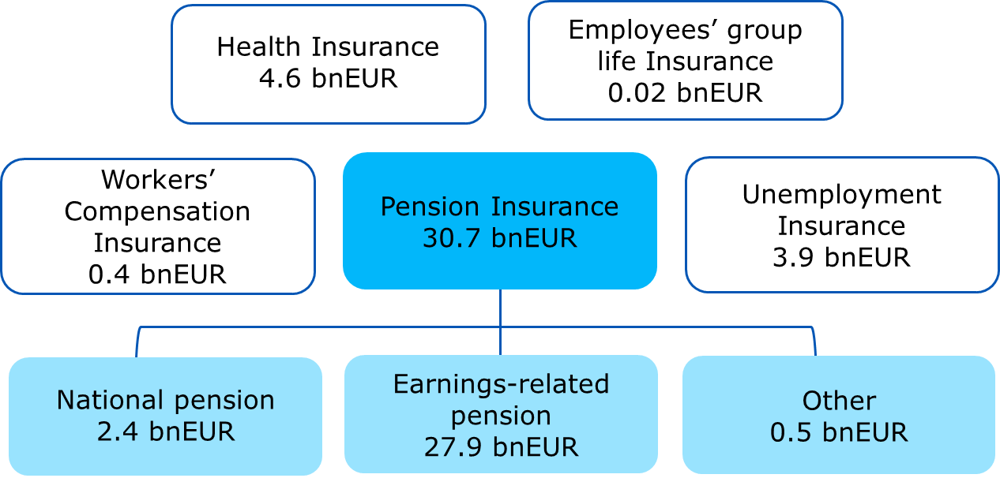 Health Insurance
4.6 bnEUR
Employees’ group
life Insurance
0.02 bnEUR
Workers’
Compensation
Insurance
0.4 bnEUR
Pension Insurance
30.7 bnEUR
Unemployment
Insurance
3.9 bnEUR
National pension
2.4 bnEUR
Earnings-related
pension
27.9 bnEUR
Other
0.5 bnEUR